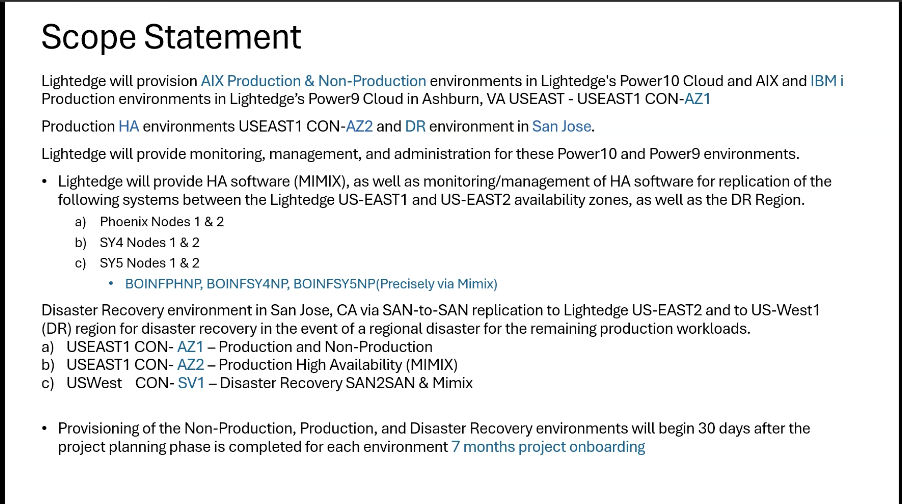 Scope Statement
Lightedge will provision AIX Production & Non-Production environments in Lightedge's Power10 Cloud and AIX and IBM i
Production environments in Lightedge's Power9 Cloud in Ashburn, VA USEAST - USEAST1 CON-AZ1
Production HA environments USEAST1 CON-AZ2 and DR environment in San Jose.
Lightedge will provide monitoring, management, and administration for these Power10 and Power9 environments.
• Lightedge will provide HA software (MIMIX), as well as monitoring/management of HA software for replication of the
following systems between the Lightedge US-EAST1 and US-EAST2 availability zones, as well as the DR Region.
a) Phoenix Nodes 1 & 2
b) SY4 Nodes 1 & 2
c) SY5 Nodes 1 & 2
• BOINFPHNP, BOINFSY4NP, BOINFSY5NP(Precisely via Mimix)
Disaster Recovery environment in San Jose, CA via SAN-to-SAN replication to Lightedge US-EAST2 and to US-West1
(DR) region for disaster recovery in the event of a regional disaster for the remaining production workloads.
a) USEAST1 CON- AZ1 – Production and Non-Production
b) USEAST1 CON- AZ2 – Production High Availability (MIMIX)
c) USWest CON- SV1 – Disaster Recovery SAN2SAN & Mimix
• Provisioning of the Non-Production, Production, and Disaster Recovery environments will begin 30 days after the
project planning phase is completed for each environment 7 months project onboarding